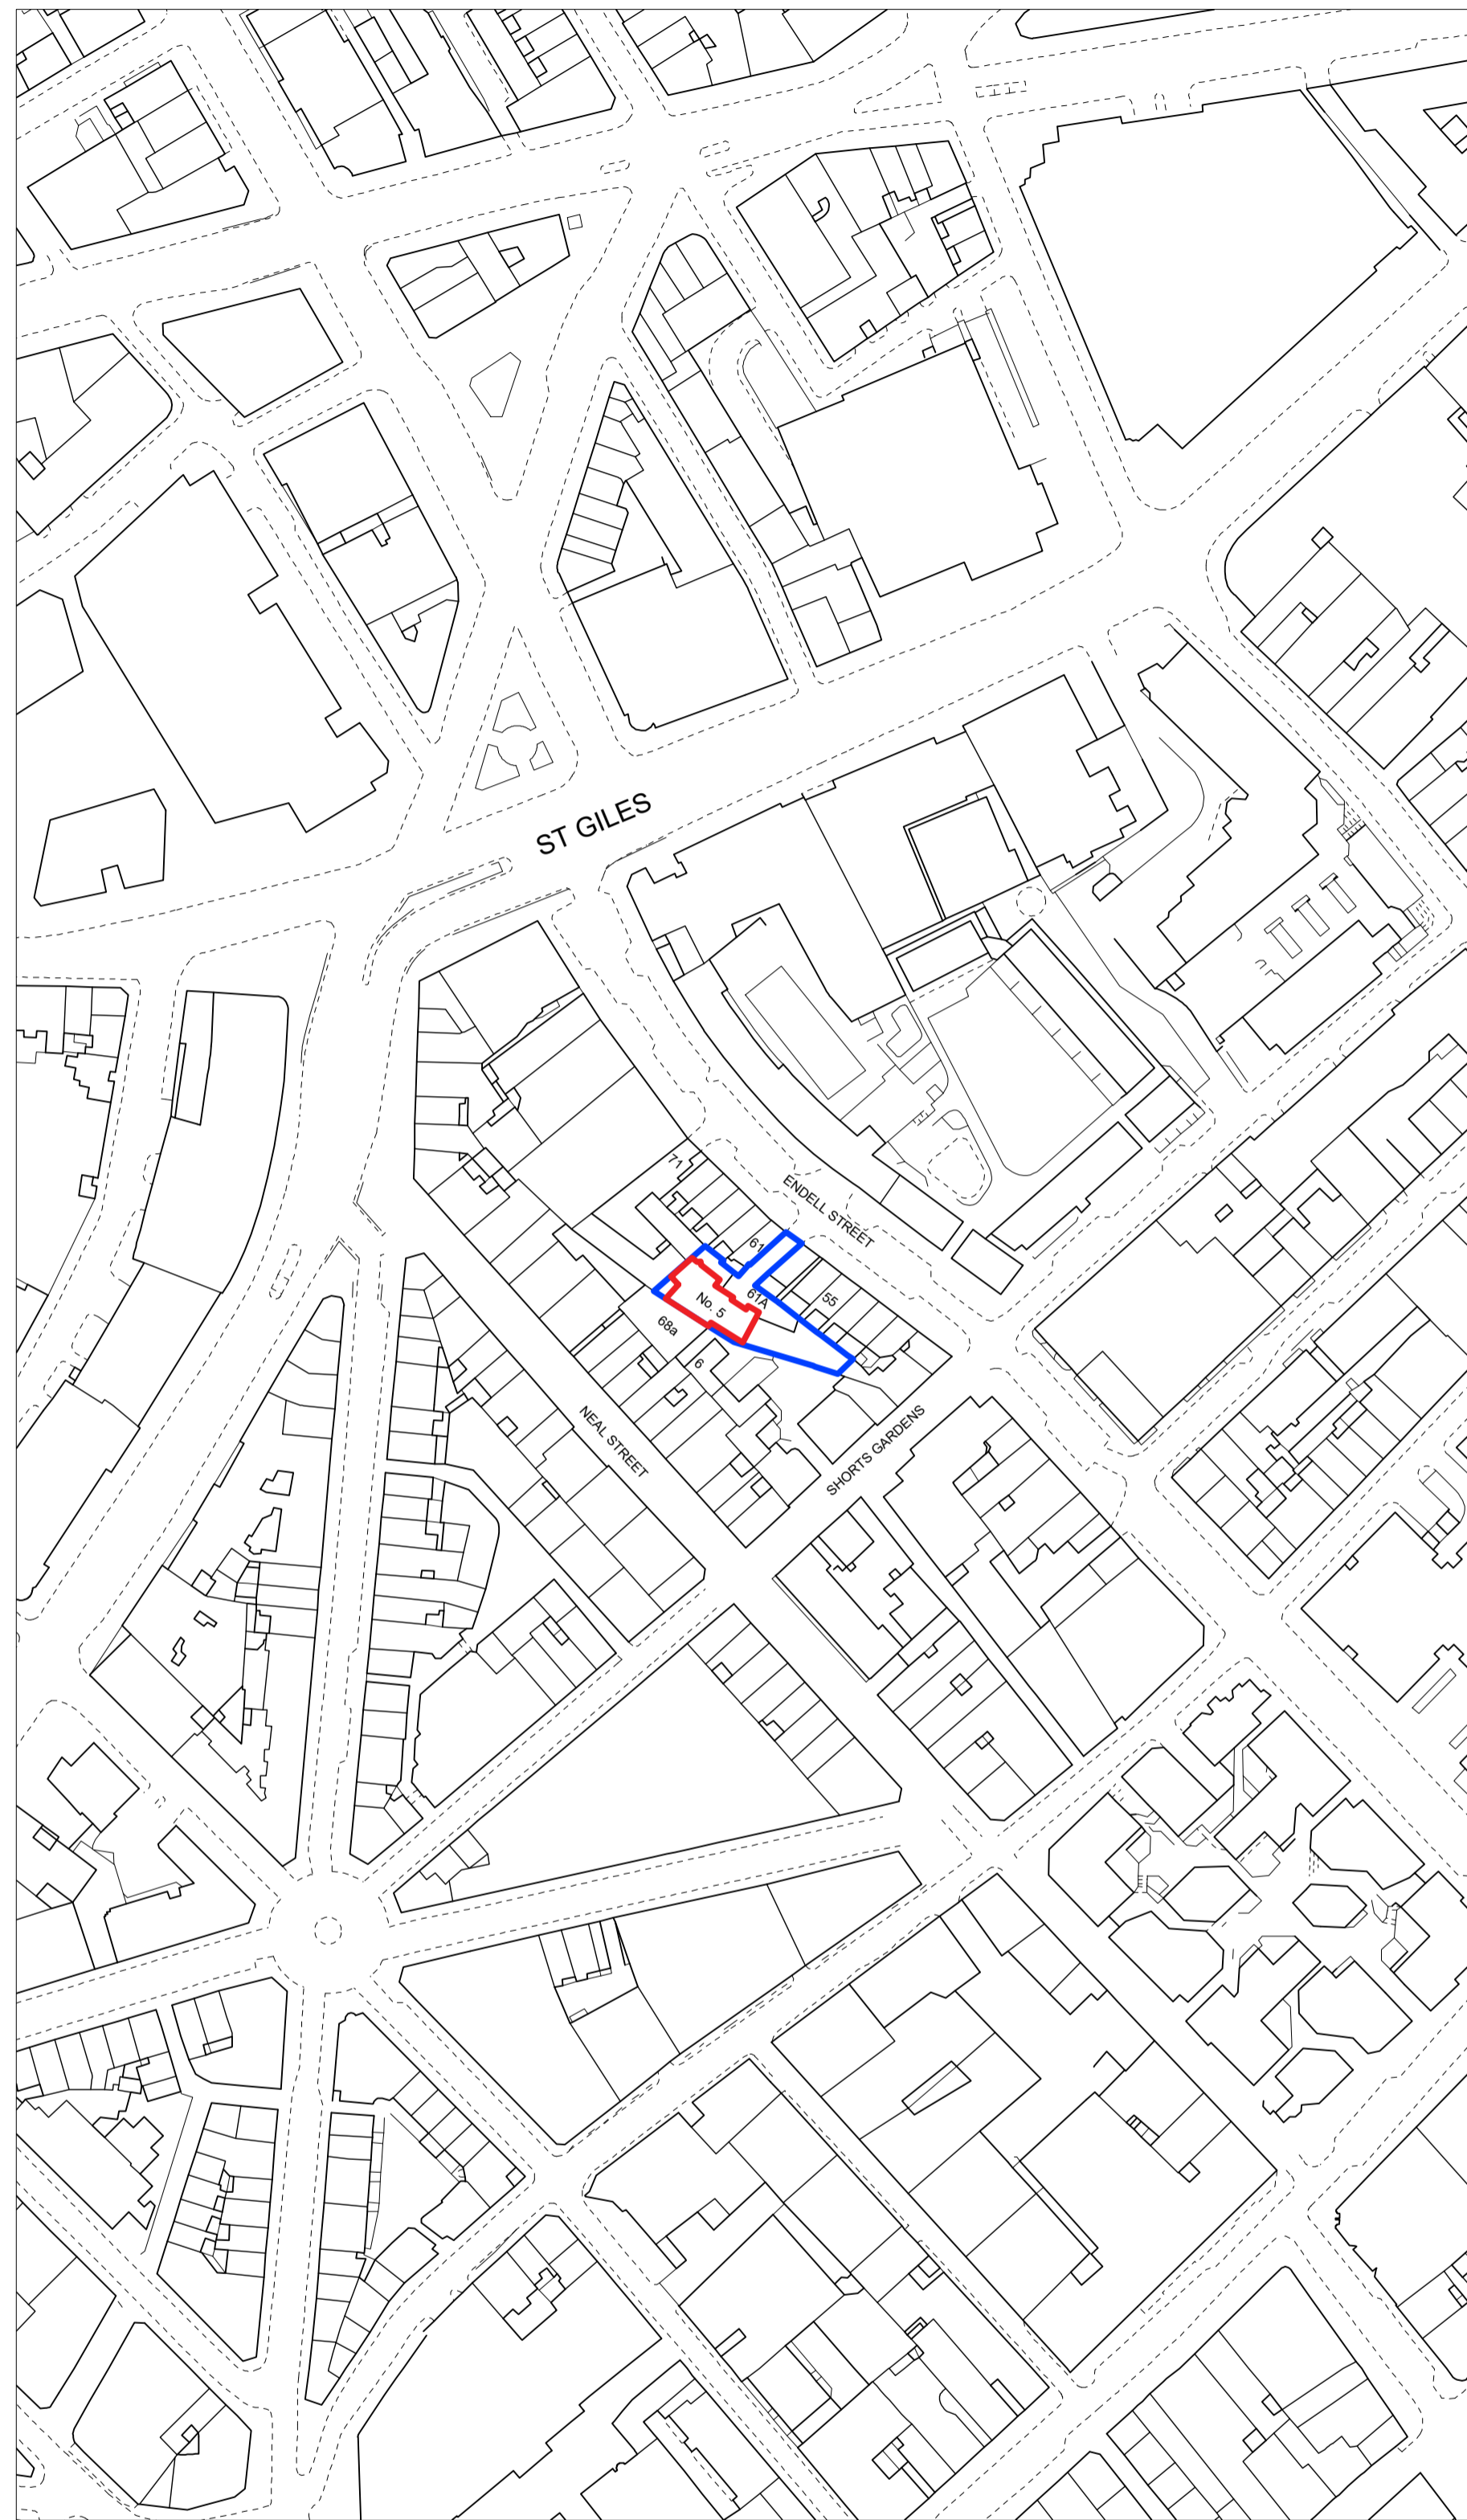 ST GILES
71
ENDELL STREET
61
61A
55
No. 5
68a
6
NEAL STREET
SHORTS GARDENS